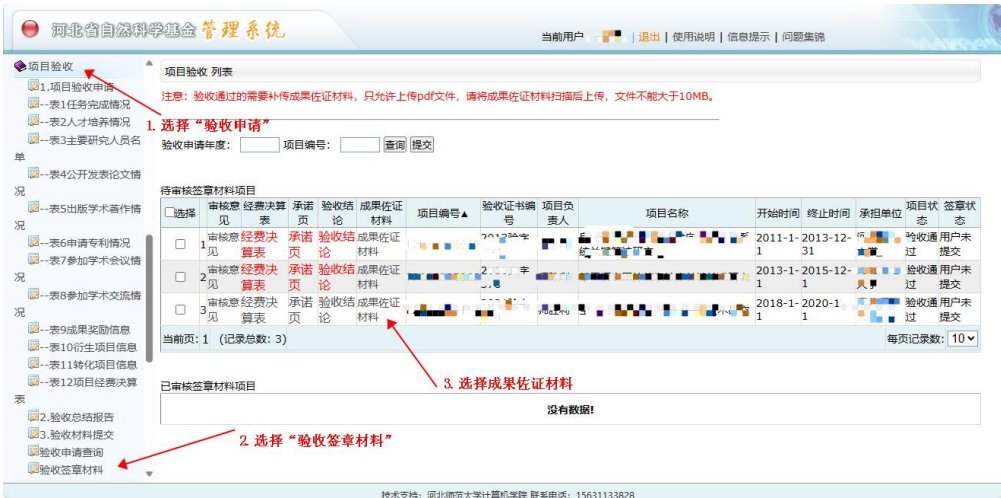 河北省自然科学基金管理系统
当前用户 | 退出 | 使用说明 | 信息提示 | 问题集锦
项目验收
1.项目验收申请
--表1任务完成情况
--表2人才培养情况
--表3主要研究人员名
单
--表4公开发表论文情
况
--表5出版学术著作情
况
--表6申请专利情况
--表7参加学术会议情
况
--表8参加学术交流情
况
--表9成果奖励信息
--表10衍生项目信息
--表11转化项目信息
--表12项目经费决算
表
2.验收总结报告
3.验收材料提交
验收申请查询
验收签章材料
项目验收 列表
注意：验收通过的需要补传成果佐证材料，只允许上传pdf文件，请将成果佐证材料扫描后上传，文件不能大于10MB。
1. 选择“验收申请”
验收申请年度： 项目编号： 查询 提交
待审核签章材料项目
选择 审核意见 经费决算表 承诺页 验收结论 成果佐证材料 项目编号▲ 验收证书编号 项目负责人 项目名称 开始时间 终止时间 承担单位 项目状态 签章状态
1 审核意见 经费决算表 承诺页 验收结论 成果佐证材料 2011-1-1 2013-12-31 验收通过 用户未提交
2 审核意见 经费决算表 承诺页 验收结论 成果佐证材料 2013-1-1 2015-12-1 验收通过 用户未提交
3 审核意见 经费决算表 承诺页 验收结论 成果佐证材料 2018-1-1 2020-1 验收通过 用户未提交
当前页: 1 (记录总数: 3) 每页记录数: 10
3. 选择成果佐证材料
已审核签章材料项目
没有数据!
2. 选择“验收签章材料”
技术支持：河北师范大学计算机学院 联系电话：15631133828